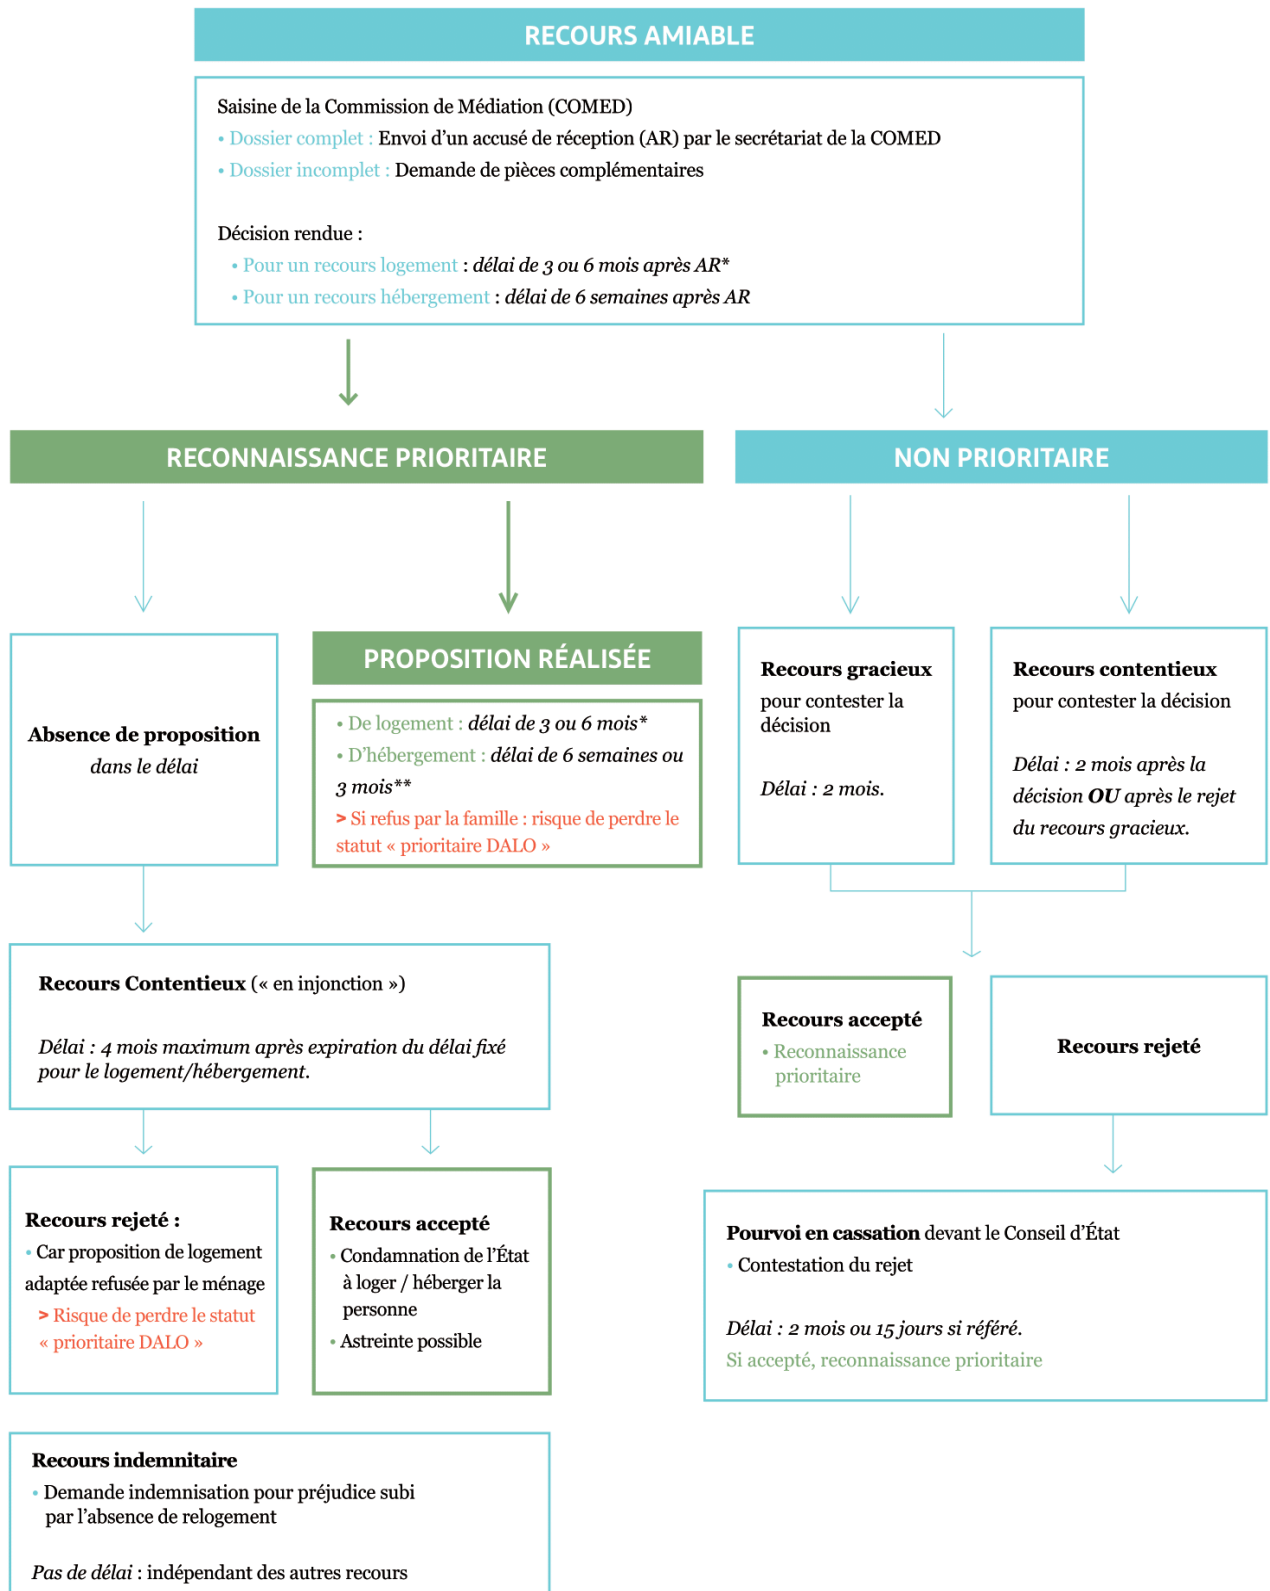 RECOURS AMIABLE
Saisine de la Commission de Médiation (COMED)
• Dossier complet : Envoi d’un accusé de réception (AR) par le secrétariat de la COMED
• Dossier incomplet : Demande de pièces complémentaires
Décision rendue :
• Pour un recours logement : délai de 3 ou 6 mois après AR*
• Pour un recours hébergement : délai de 6 semaines après AR
RECONNAISSANCE PRIORITAIRE
NON PRIORITAIRE
Absence de proposition
dans le délai
PROPOSITION RÉALISÉE
• De logement : délai de 3 ou 6 mois*
• D’hébergement : délai de 6 semaines ou
3 mois**
> Si refus par la famille : risque de perdre le
statut « prioritaire DALO »
Recours gracieux
pour contester la
décision
Délai : 2 mois.
Recours contentieux
pour contester la décision
Délai : 2 mois après la
décision OU après le rejet
du recours gracieux.
Recours Contentieux (« en injonction »)
Délai : 4 mois maximum après expiration du délai fixé
pour le logement/hébergement.
Recours accepté
• Reconnaissance
prioritaire
Recours rejeté
Recours rejeté :
• Car proposition de logement
adaptée refusée par le ménage
> Risque de perdre le statut
« prioritaire DALO »
Recours accepté
• Condamnation de l’État
à loger / héberger la
personne
• Astreinte possible
Pourvoi en cassation devant le Conseil d’État
• Contestation du rejet
Délai : 2 mois ou 15 jours si référé.
Si accepté, reconnaissance prioritaire
Recours indemnitaire
• Demande indemnisation pour préjudice subi
par l’absence de relogement
Pas de délai : indépendant des autres recours